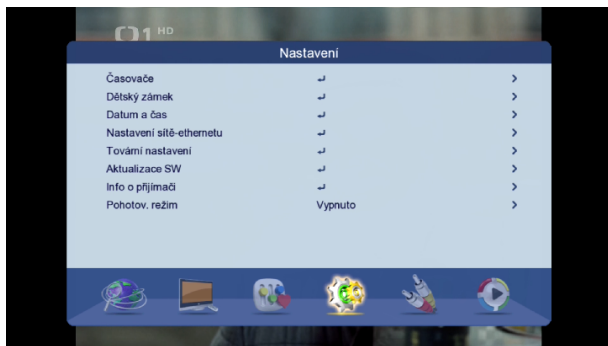 1 HD
Nastavení
Časovače
Dětský zámek
Datum a čas
Nastavení sítě-ethernetu
Tovární nastavení
Aktualizace SW
Info o přijímači
Pohotov. režim Vypnuto